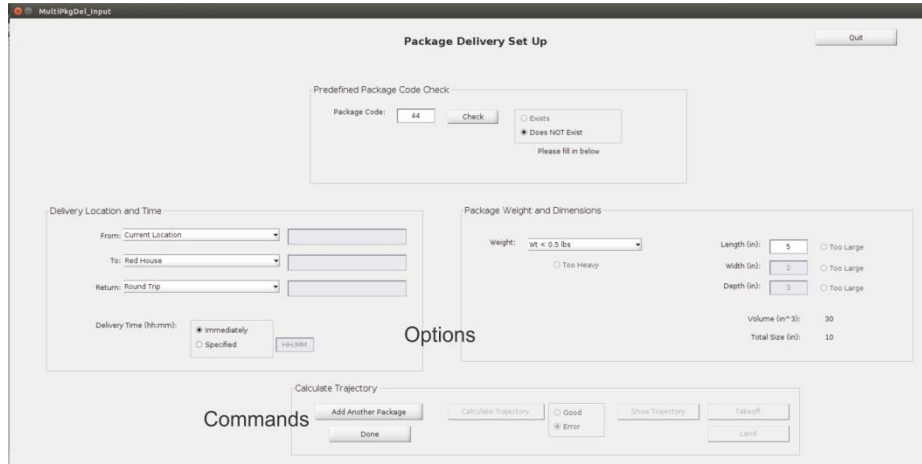 MultiPkgDel_Input
Package Delivery Set Up
Quit
Predefined Package Code Check
Package Code: 44 Check
Exists
Does NOT Exist
Please fill in below
Delivery Location and Time
From: Current Location
To: Red House
Return: Round Trip
Delivery Time (hh:mm):
Immediately
Specified HH:MM
Options
Package Weight and Dimensions
Weight: Wt < 0.5 lbs
Too Heavy
Length (in): 5 Too Large
Width (in): 2 Too Large
Depth (in): 3 Too Large
Volume (in^3): 30
Total Size (in): 10
Calculate Trajectory
Commands
Add Another Package Calculate Trajectory Good Show Trajectory Takeoff
Done Error Land